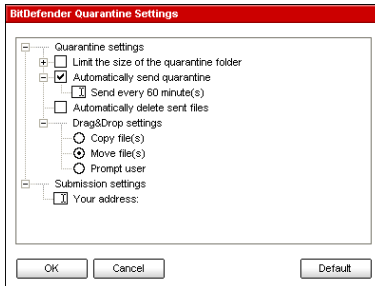 BitDefender Quarantine Settings
Quarantine settings
Limit the size of the quarantine folder
Automatically send quarantine
Send every 60 minute(s)
Automatically delete sent files
Drag&Drop settings
Copy file(s)
Move file(s)
Prompt user
Submission settings
Your address:
OK Cancel Default